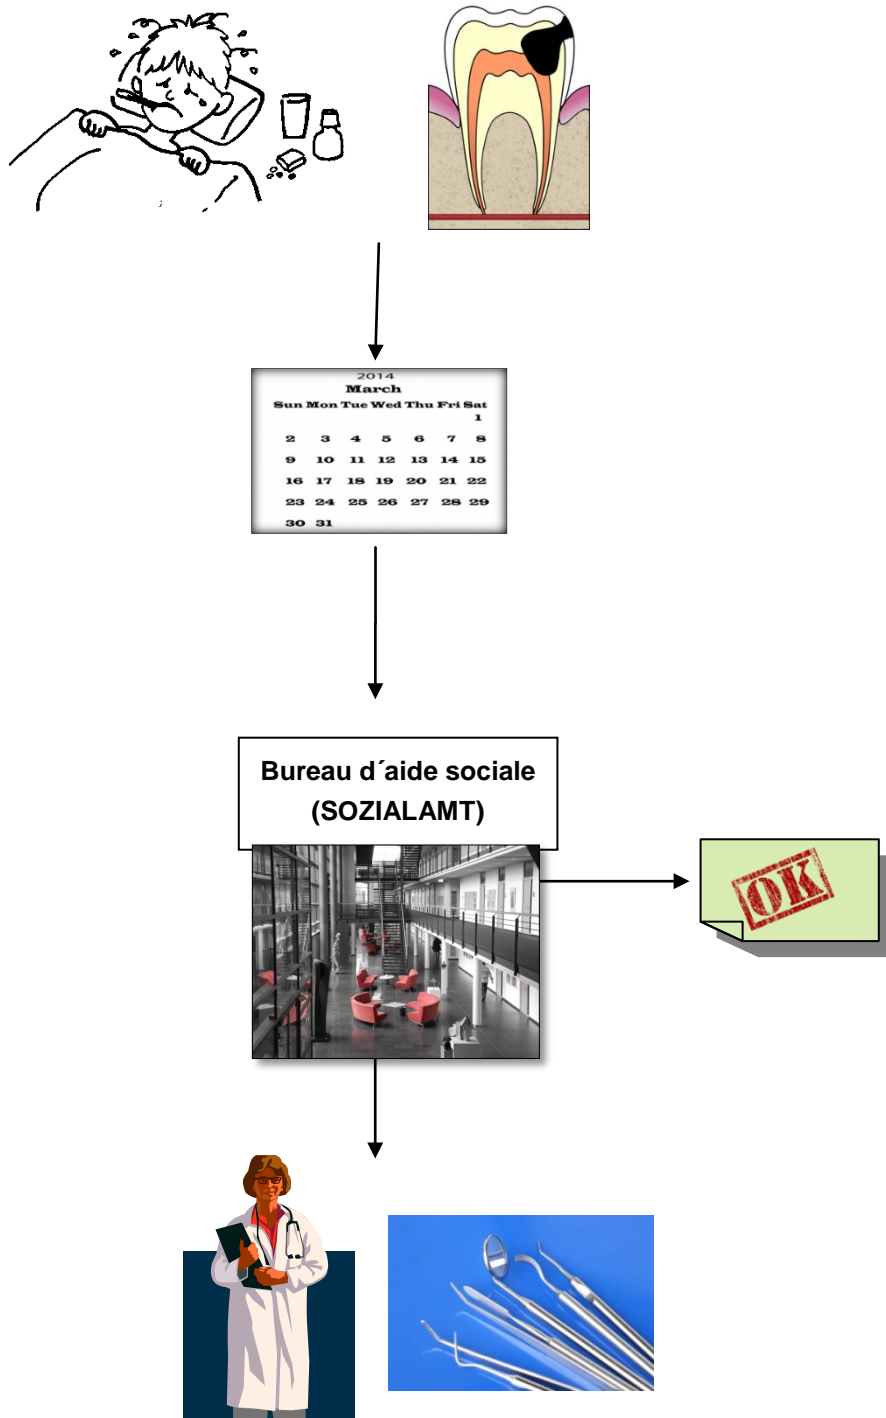 2014
March
Sun Mon Tue Wed Thu Fri Sat
1
2 3 4 5 6 7 8
9 10 11 12 13 14 15
16 17 18 19 20 21 22
23 24 25 26 27 28 29
30 31
Bureau d´aide sociale
(SOZIALAMT)
OK